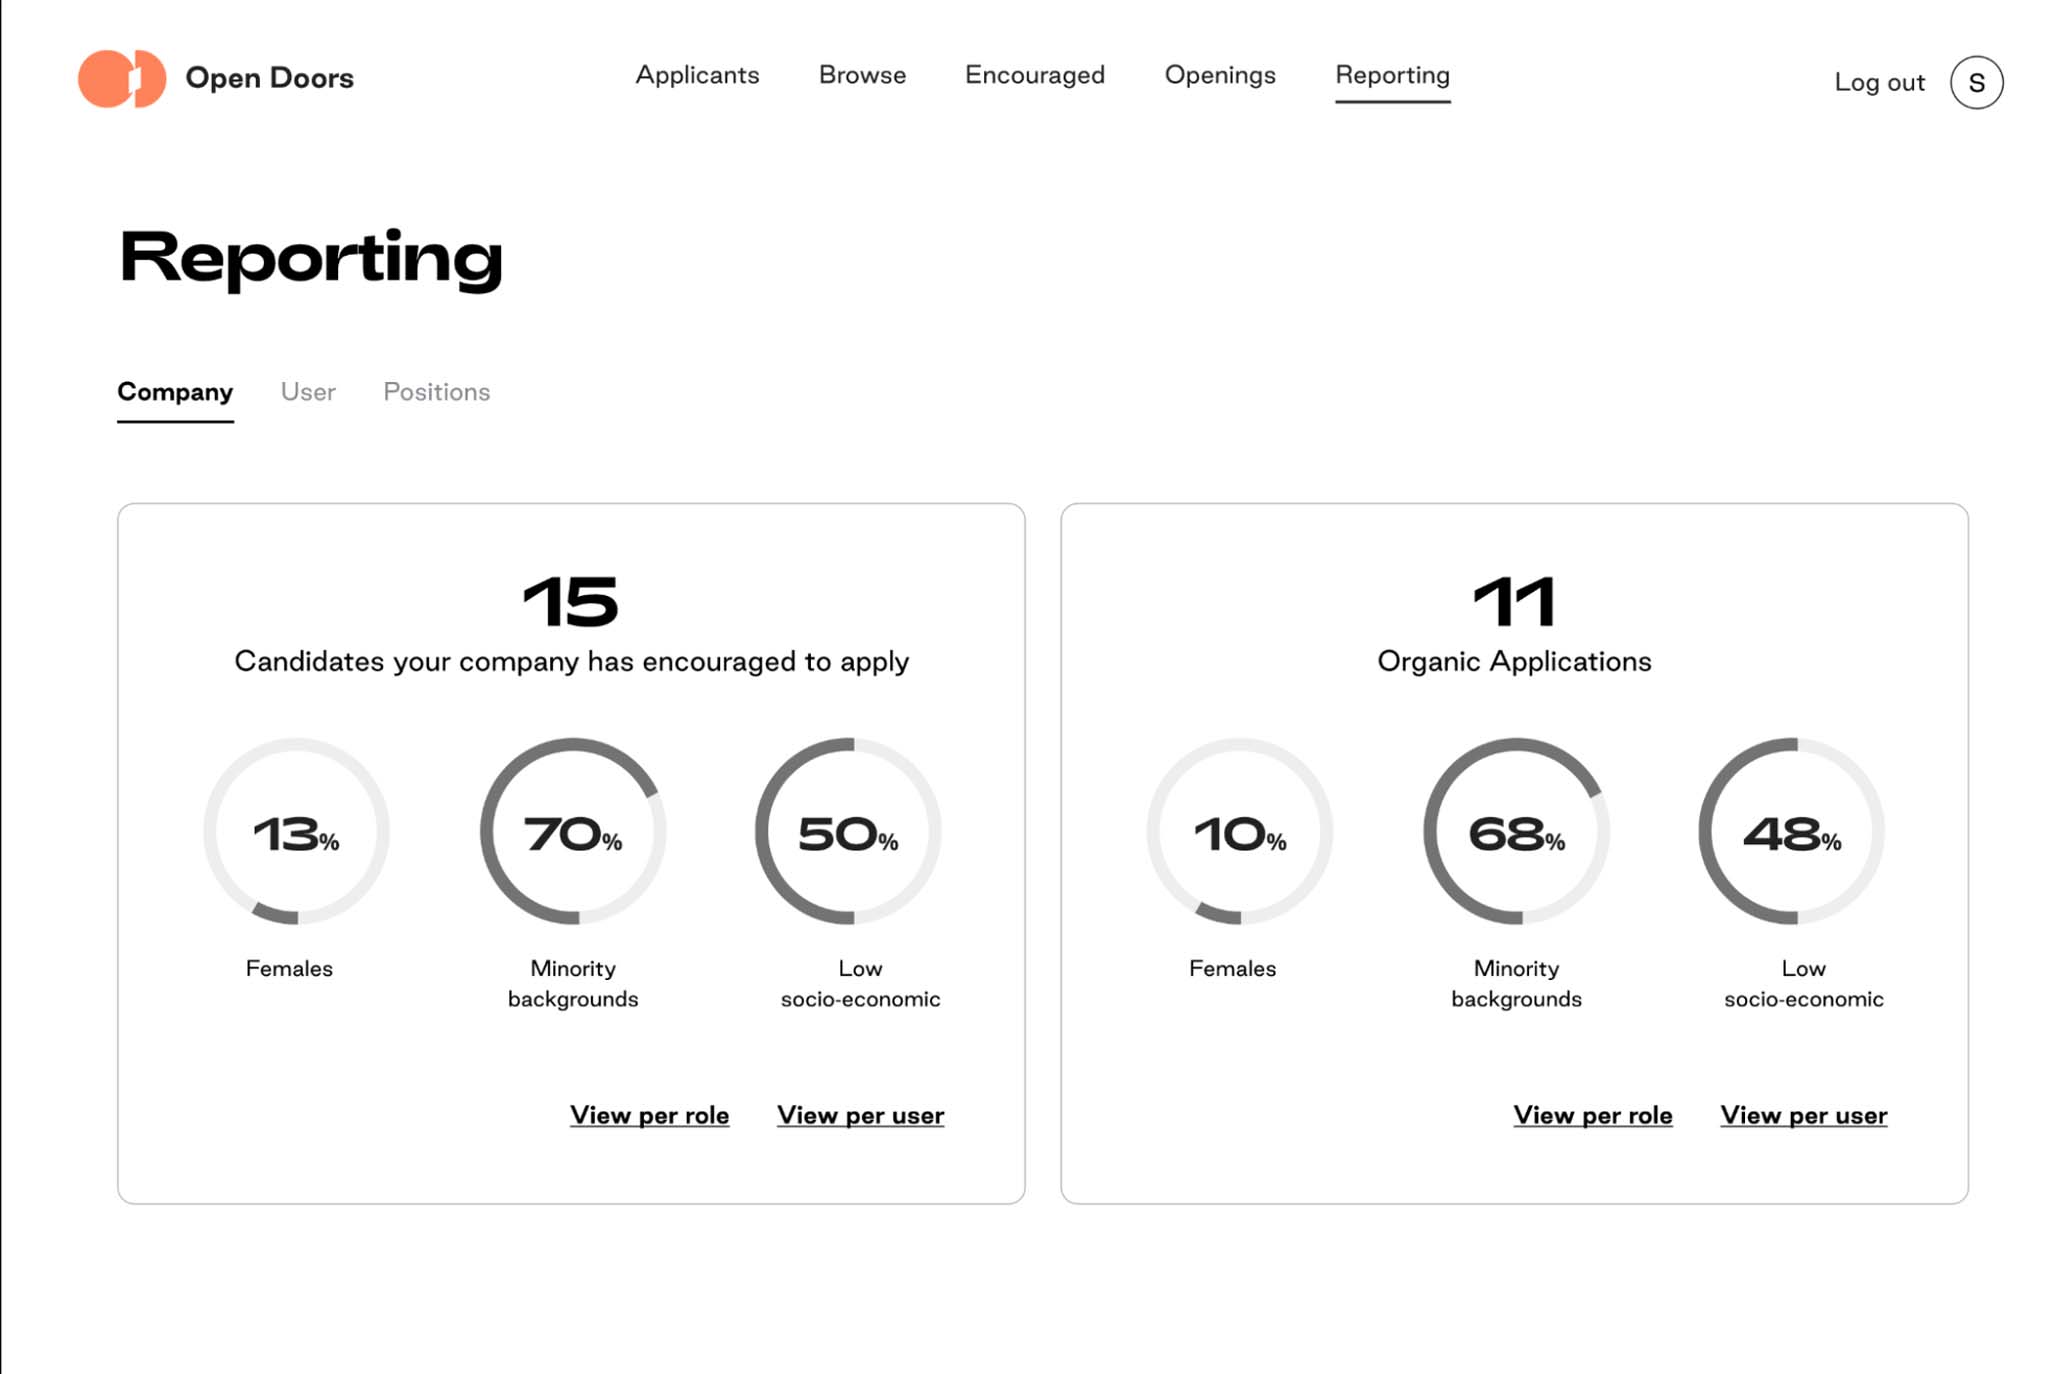 Open Doors
Applicants
Browse
Encouraged
Openings
Reporting
Log out
S
Reporting
Company
User
Positions
15
Candidates your company has encouraged to apply
13%
Females
70%
Minority
backgrounds
50%
Low
socio-economic
View per role
View per user
11
Organic Applications
10%
Females
68%
Minority
backgrounds
48%
Low
socio-economic
View per role
View per user